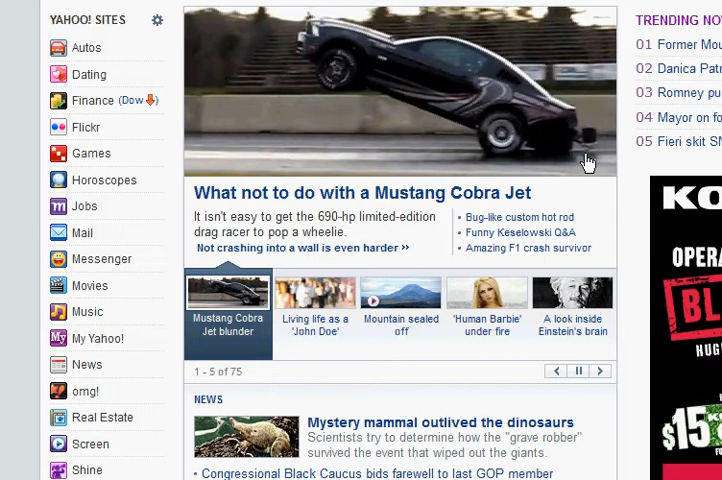 YAHOO! SITES
Autos
Dating
Finance (Dow)
Flickr
Games
Horoscopes
Jobs
Mail
Messenger
Movies
Music
My Yahoo!
News
omg!
Real Estate
Screen
Shine
What not to do with a Mustang Cobra Jet
It isn't easy to get the 690-hp limited-edition
drag racer to pop a wheelie.
Not crashing into a wall is even harder »
• Bug-like custom hot rod
• Funny Keselowski Q&A
• Amazing F1 crash survivor
Mustang Cobra
Jet blunder
Living life as a
'John Doe'
Mountain sealed
off
'Human Barbie'
under fire
A look inside
Einstein's brain
1 - 5 of 75
NEWS
Mystery mammal outlived the dinosaurs
Scientists try to determine how the "grave robber"
survived the event that wiped out the giants.
• Congressional Black Caucus bids farewell to last GOP member
TRENDING NO
01 Former Mou
02 Danica Patr
03 Romney pu
04 Mayor on fo
05 Fieri skit SN
KO
OPERA
BL
HUG
$15